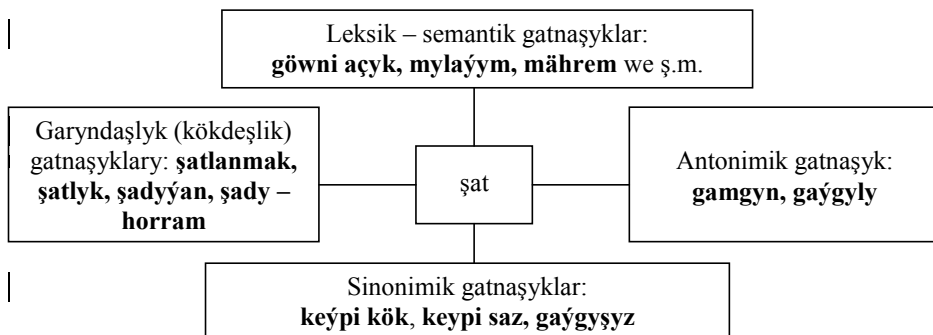 Leksik – semantik gatnaşyklar:
göwni açyk, mylaýym, mährem we ş.m.
Garyndaşlyk (kökdeşlik)
gatnaşyklary: şatlanmak,
şatlyk, şadyýan, şady –
horram
şat
Antonimik gatnaşyk:
gamgyn, gaýgyly
Sinonimik gatnaşyklar:
keýpi kök, keypi saz, gaýgyşyz